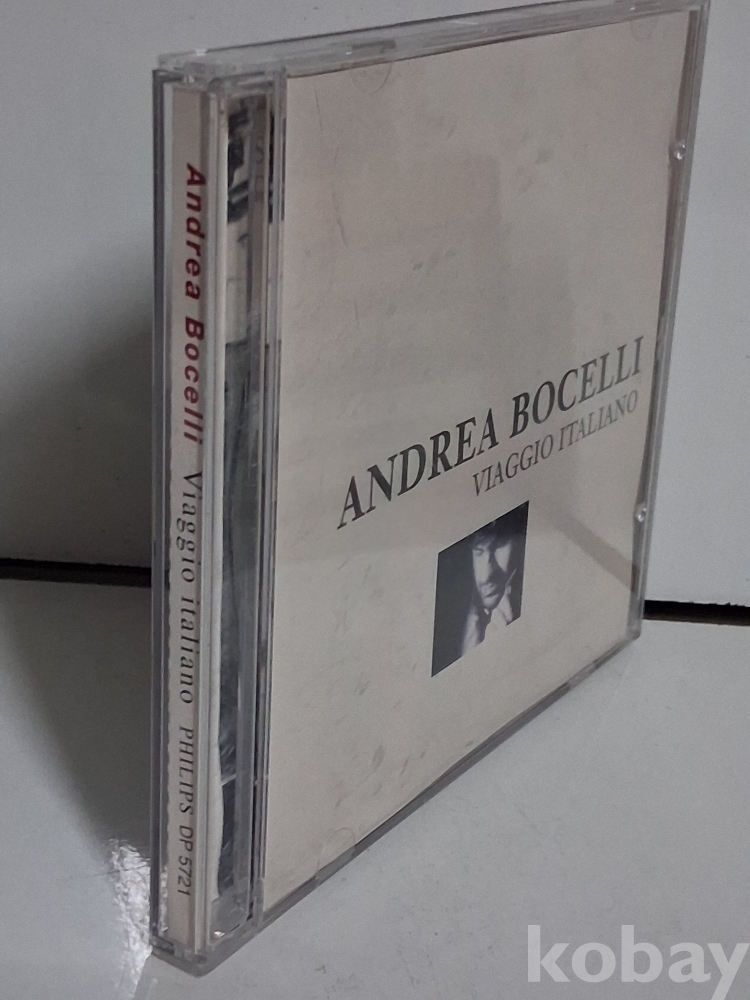 Andrea Bocelli Viaggio italiano PHILIPS DP 5721
ANDREA BOCELLI
VIAGGIO ITALIANO
kobay